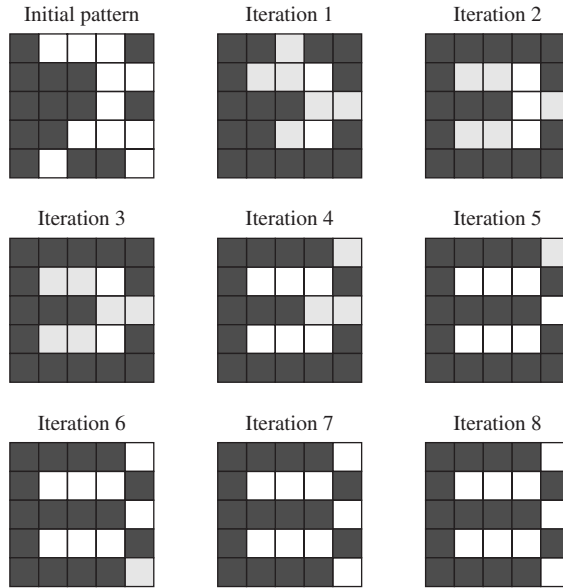 Initial pattern
Iteration 1
Iteration 2
Iteration 3
Iteration 4
Iteration 5
Iteration 6
Iteration 7
Iteration 8